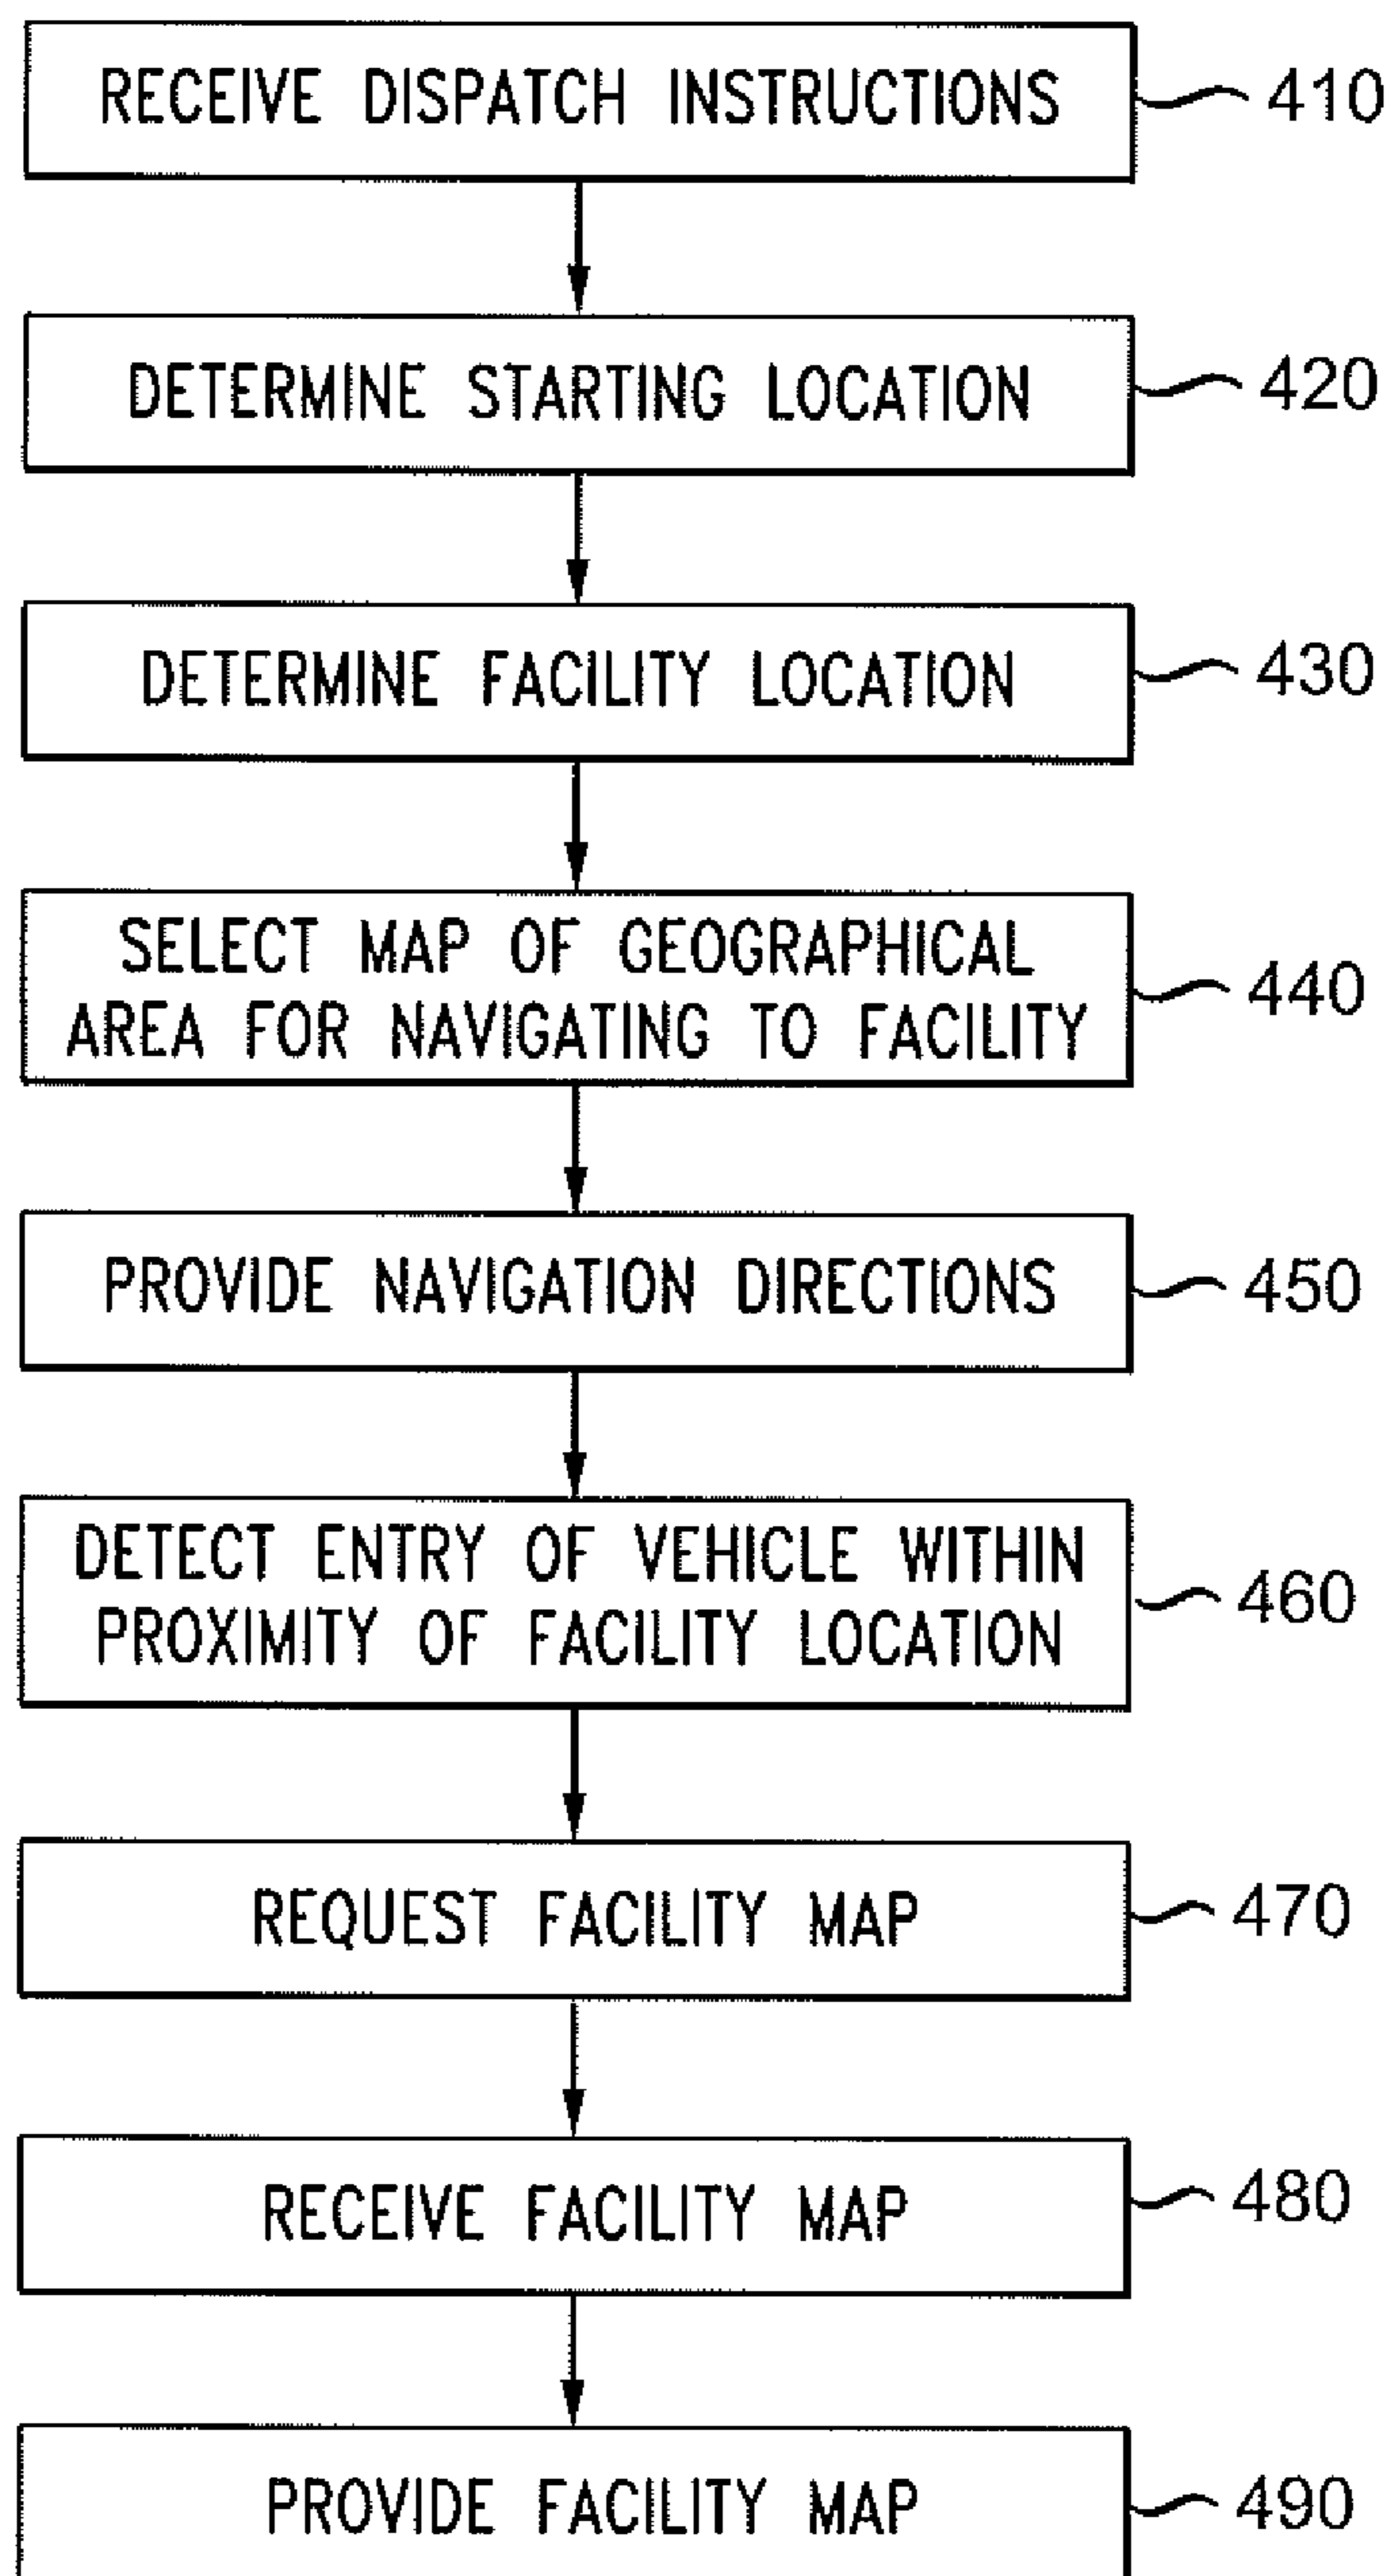 RECEIVE DISPATCH INSTRUCTIONS
410
DETERMINE STARTING LOCATION
420
DETERMINE FACILITY LOCATION
430
SELECT MAP OF GEOGRAPHICAL
AREA FOR NAVIGATING TO FACILITY
440
PROVIDE NAVIGATION DIRECTIONS
450
DETECT ENTRY OF VEHICLE WITHIN
PROXIMITY OF FACILITY LOCATION
460
REQUEST FACILITY MAP
470
RECEIVE FACILITY MAP
480
PROVIDE FACILITY MAP
490